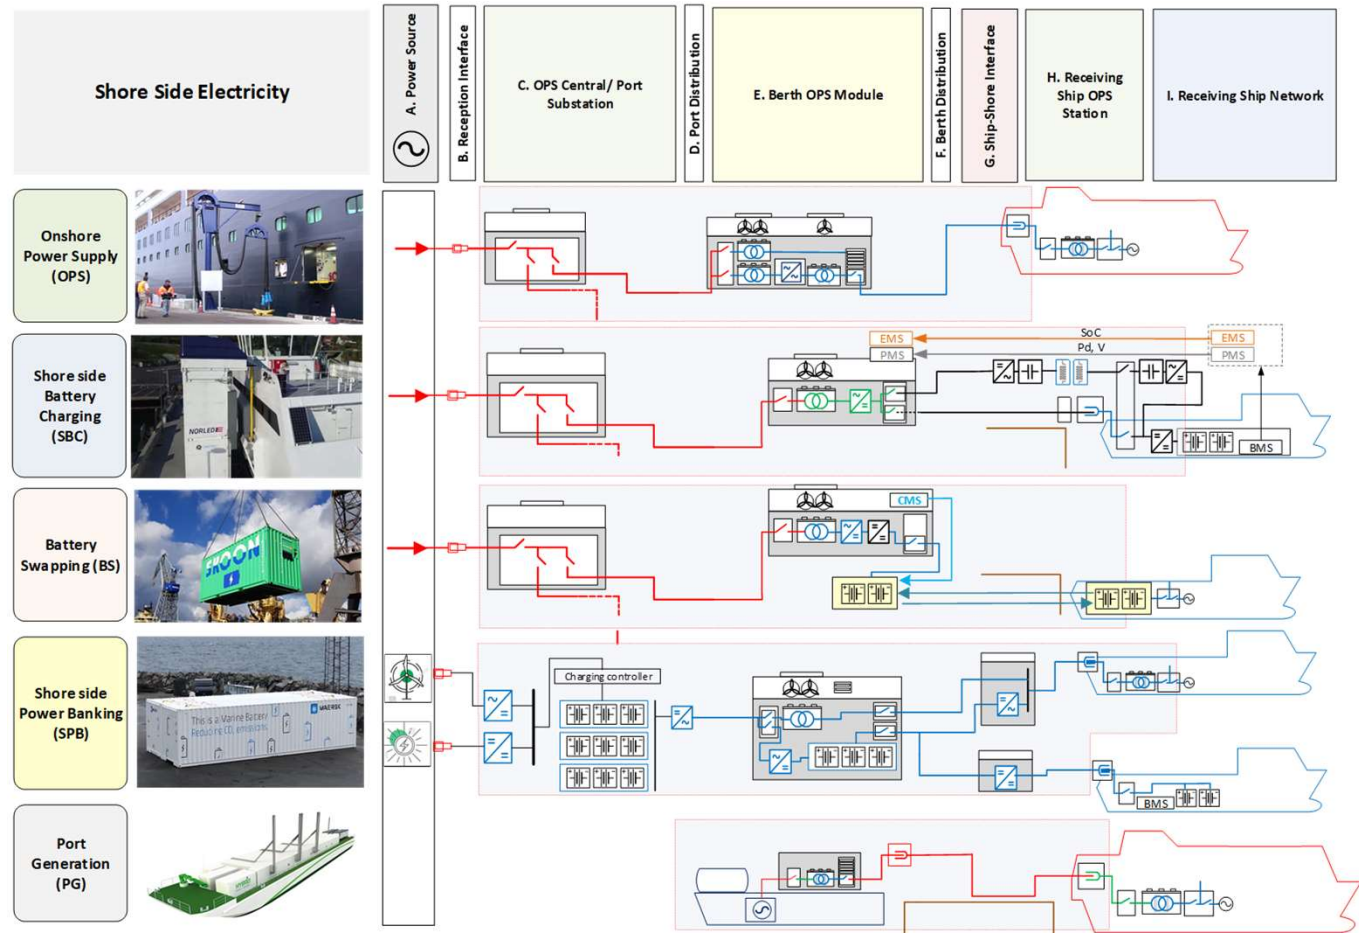 Shore Side Electricity
A. Power Source
B. Reception Interface
C. OPS Central/ Port
Substation
D. Port Distribution
E. Berth OPS Module
F. Berth Distribution
G. Ship-Shore Interface
H. Receiving
Ship OPS
Station
I. Receiving Ship Network
Onshore
Power Supply
(OPS)
Shore side
Battery
Charging
(SBC)
NORLED
EMS
PMS
SoC
Pd, V
EMS
PMS
BMS
Battery
Swapping (BS)
SKOON
CMS
Shore side
Power Banking
(SPB)
This is a Marine Battery
Reducing CO₂ emissions
MAERSK
Charging controller
BMS
Port
Generation
(PG)